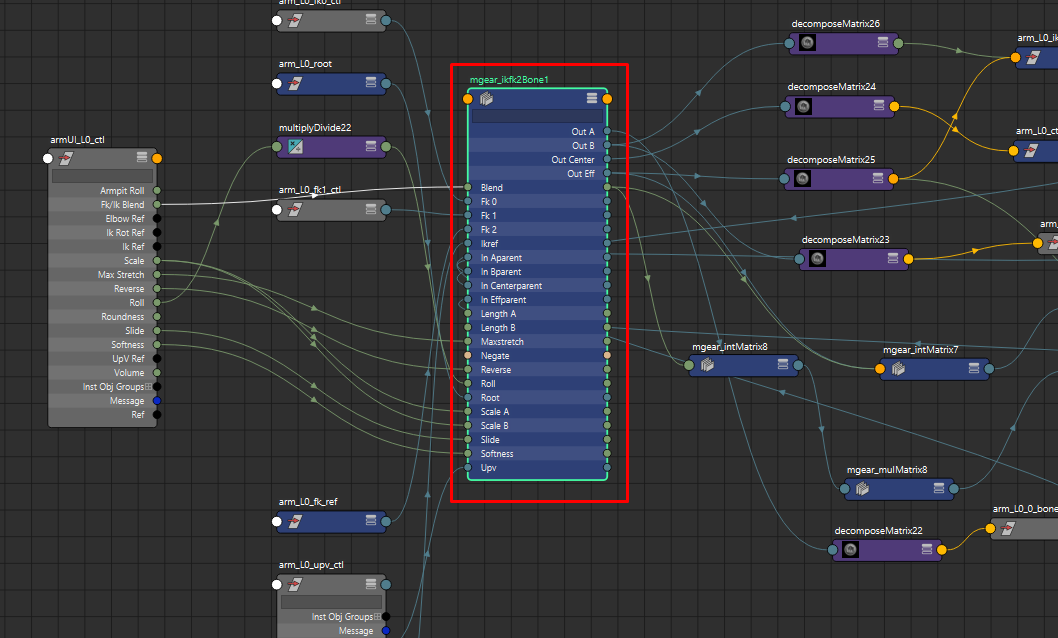 arm_L0_ik0_ctl
decomposeMatrix26
arm_L0_ik
arm_L0_root
mgear_ikfk2Bone1
decomposeMatrix24
armUI_L0_ctl
multiplyDivide22
arm_L0_ct
Out A
Out B
Out Center
Out Eff
decomposeMatrix25
Armpit Roll
Fk/Ik Blend
Elbow Ref
Ik Rot Ref
Ik Ref
Scale
Max Stretch
Reverse
Roll
Roundness
Slide
Softness
UpV Ref
Volume
Inst Obj Groups
Message
Ref
arm_L0_fk1_ctl
Blend
Fk 0
Fk 1
Fk 2
Ikref
In Aparent
In Bparent
In Centerparent
In Effparent
Length A
Length B
Maxstretch
Negate
Reverse
Roll
Root
Scale A
Scale B
Slide
Softness
Upv
arm_
decomposeMatrix23
mgear_intMatrix8
mgear_intMatrix7
mgear_mulMatrix8
arm_L0_fk_ref
arm_L0_0_bone
decomposeMatrix22
arm_L0_upv_ctl
Inst Obj Groups
Message